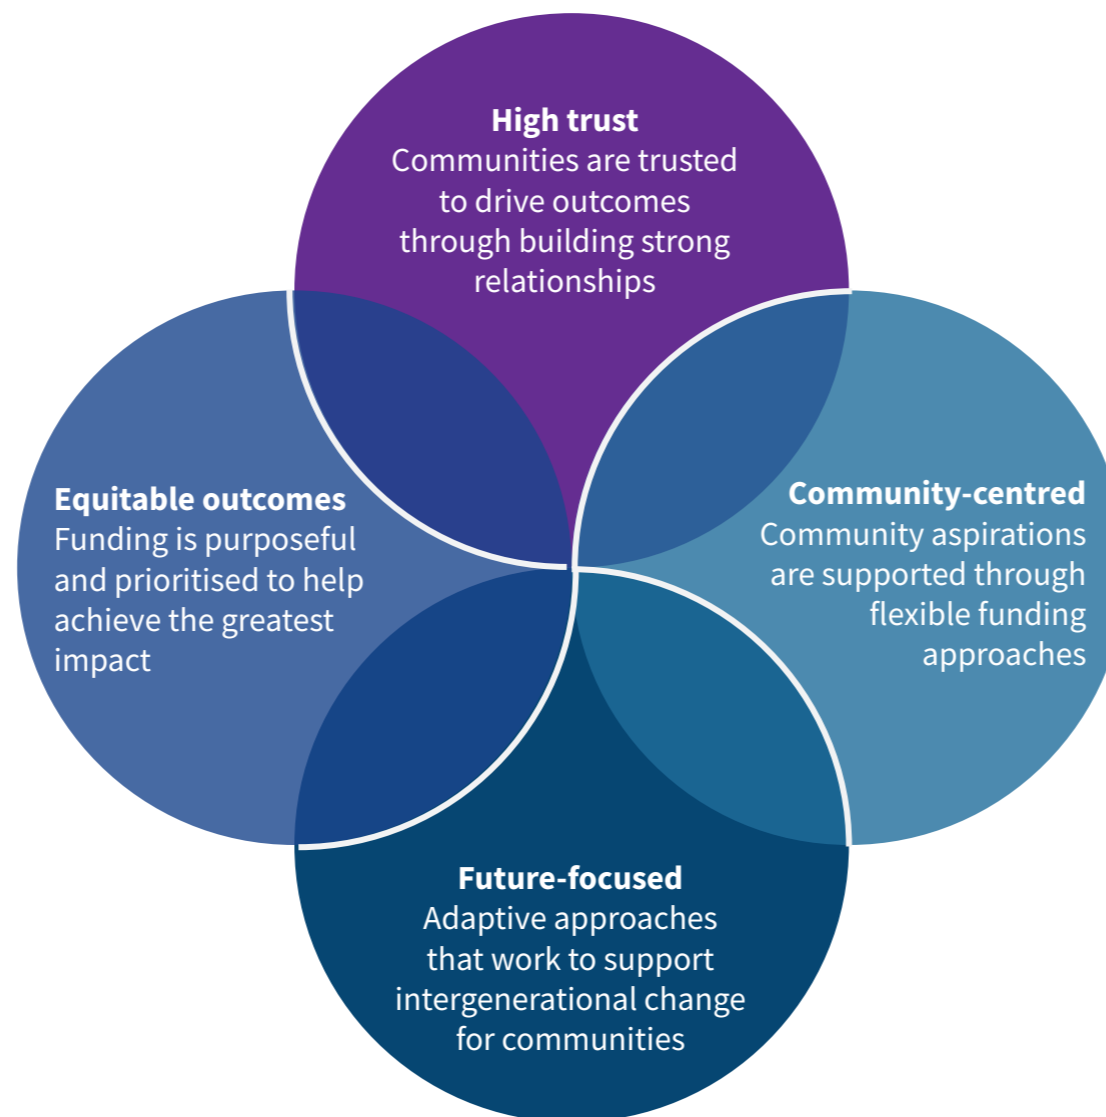 High trust
Communities are trusted
to drive outcomes
through building strong
relationships
Equitable outcomes
Funding is purposeful
and prioritised to help
achieve the greatest
impact
Community-centred
Community aspirations
are supported through
flexible funding
approaches
Future-focused
Adaptive approaches
that work to support
intergenerational change
for communities